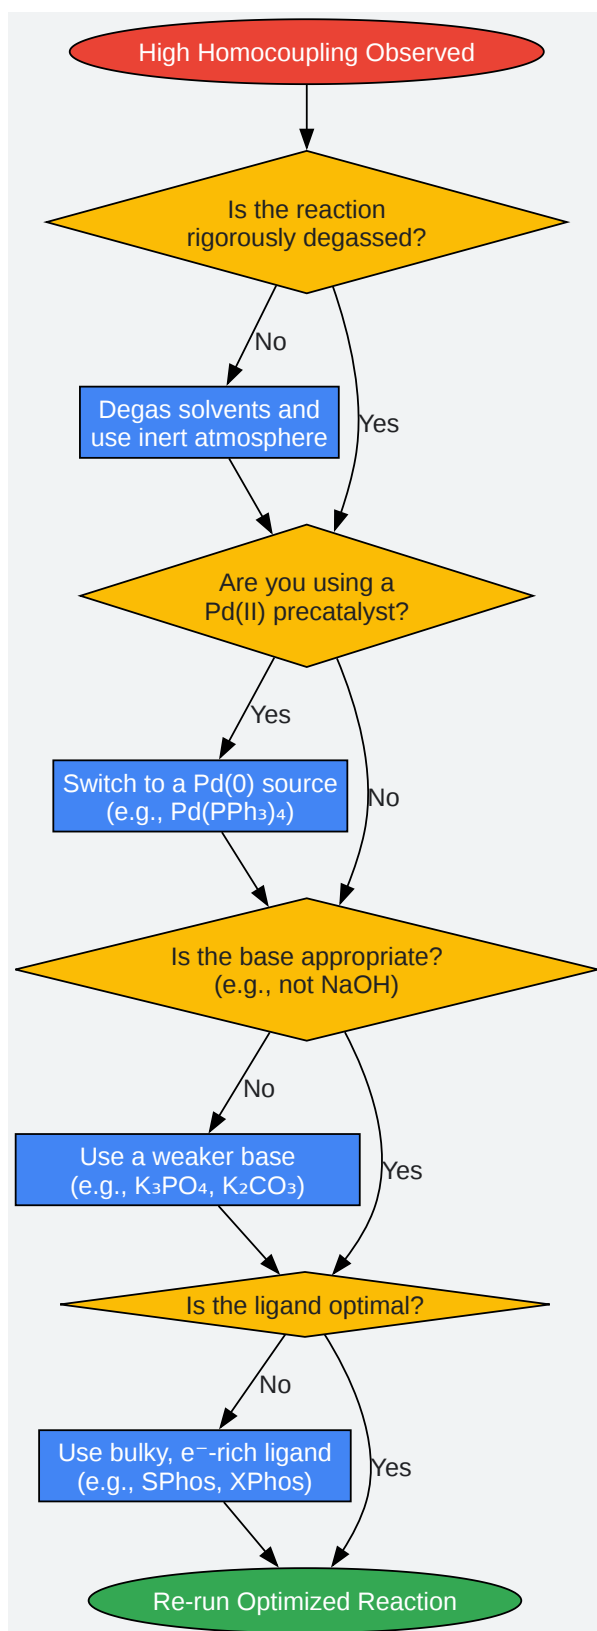 High Homocoupling Observed
Is the reaction
rigorously degassed?
No
Degas solvents and
use inert atmosphere
Yes
Are you using a
Pd(II) precatalyst?
Yes
Switch to a Pd(0) source
(e.g., Pd(PPh₃)₄)
No
Is the base appropriate?
(e.g., not NaOH)
No
Use a weaker base
(e.g., K₃PO₄, K₂CO₃)
Yes
Is the ligand optimal?
No
Use bulky, e⁻-rich ligand
(e.g., SPhos, XPhos)
Yes
Re-run Optimized Reaction